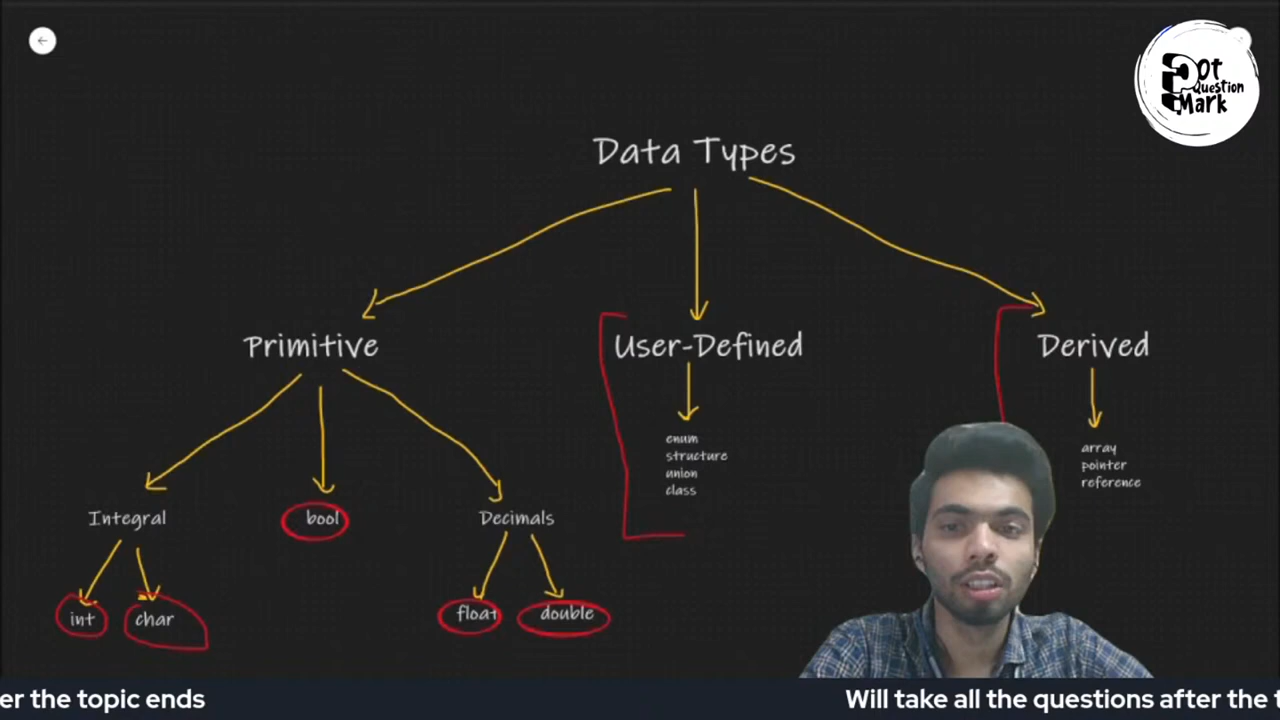 Dot
Question
Mark
Data Types
Primitive
User-Defined
Derived
enum
structure
union
class
array
pointer
reference
Integral
bool
Decimals
int
char
float
double
er the topic ends
Will take all the questions after the t